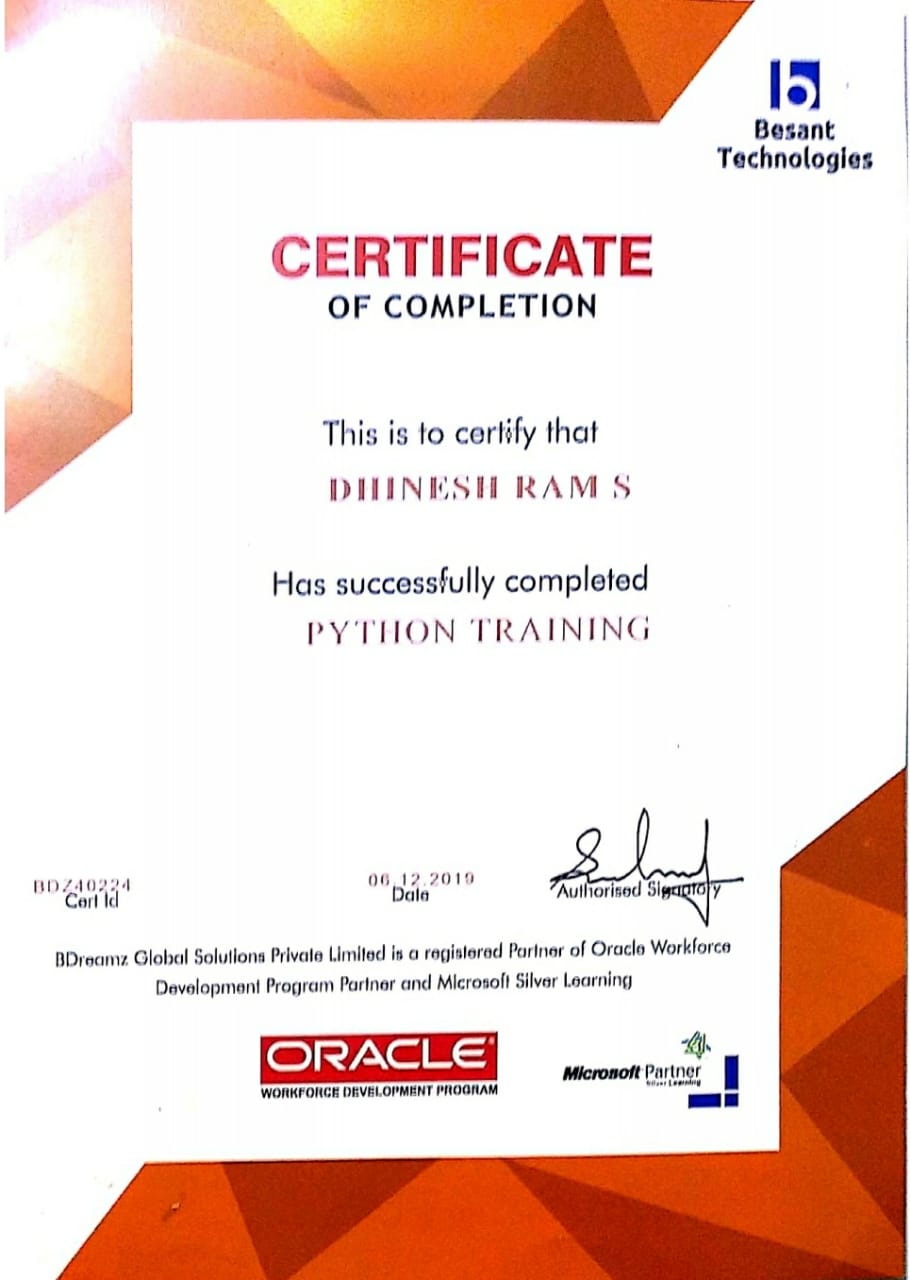 Besant
Technologies
CERTIFICATE
OF COMPLETION
This is to certify that
DHINESH RAM S
Has successfully completed
PYTHON TRAINING
BDZ40224
Cert Id
06.12.2019
Date
Authorised Signatory
BDreamz Global Solutions Private Limited is a registered Partner of Oracle Workforce
Development Program Partner and Microsoft Silver Learning
ORACLE
WORKFORCE DEVELOPMENT PROGRAM
Microsoft Partner
Silver Learning